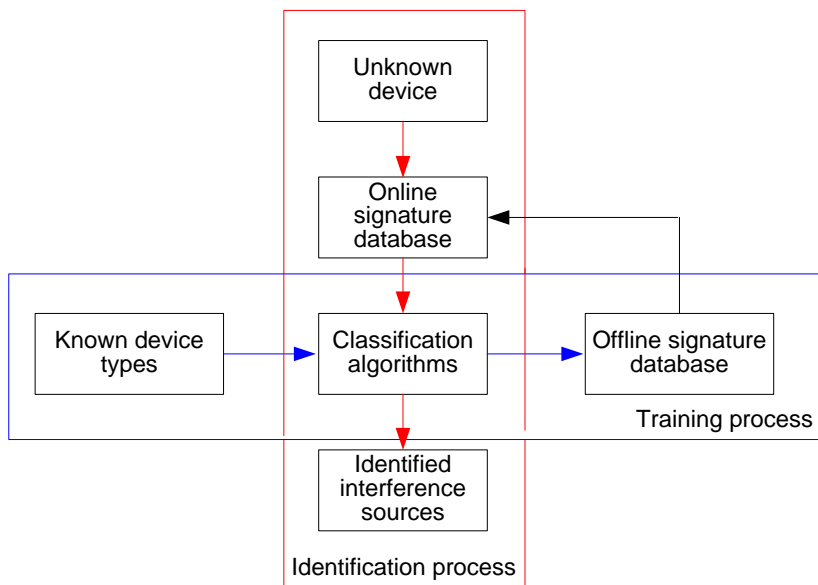 Unknown
device
Online
signature
database
Known device
types
Classification
algorithms
Offline signature
database
Training process
Identified
interference
sources
Identification process